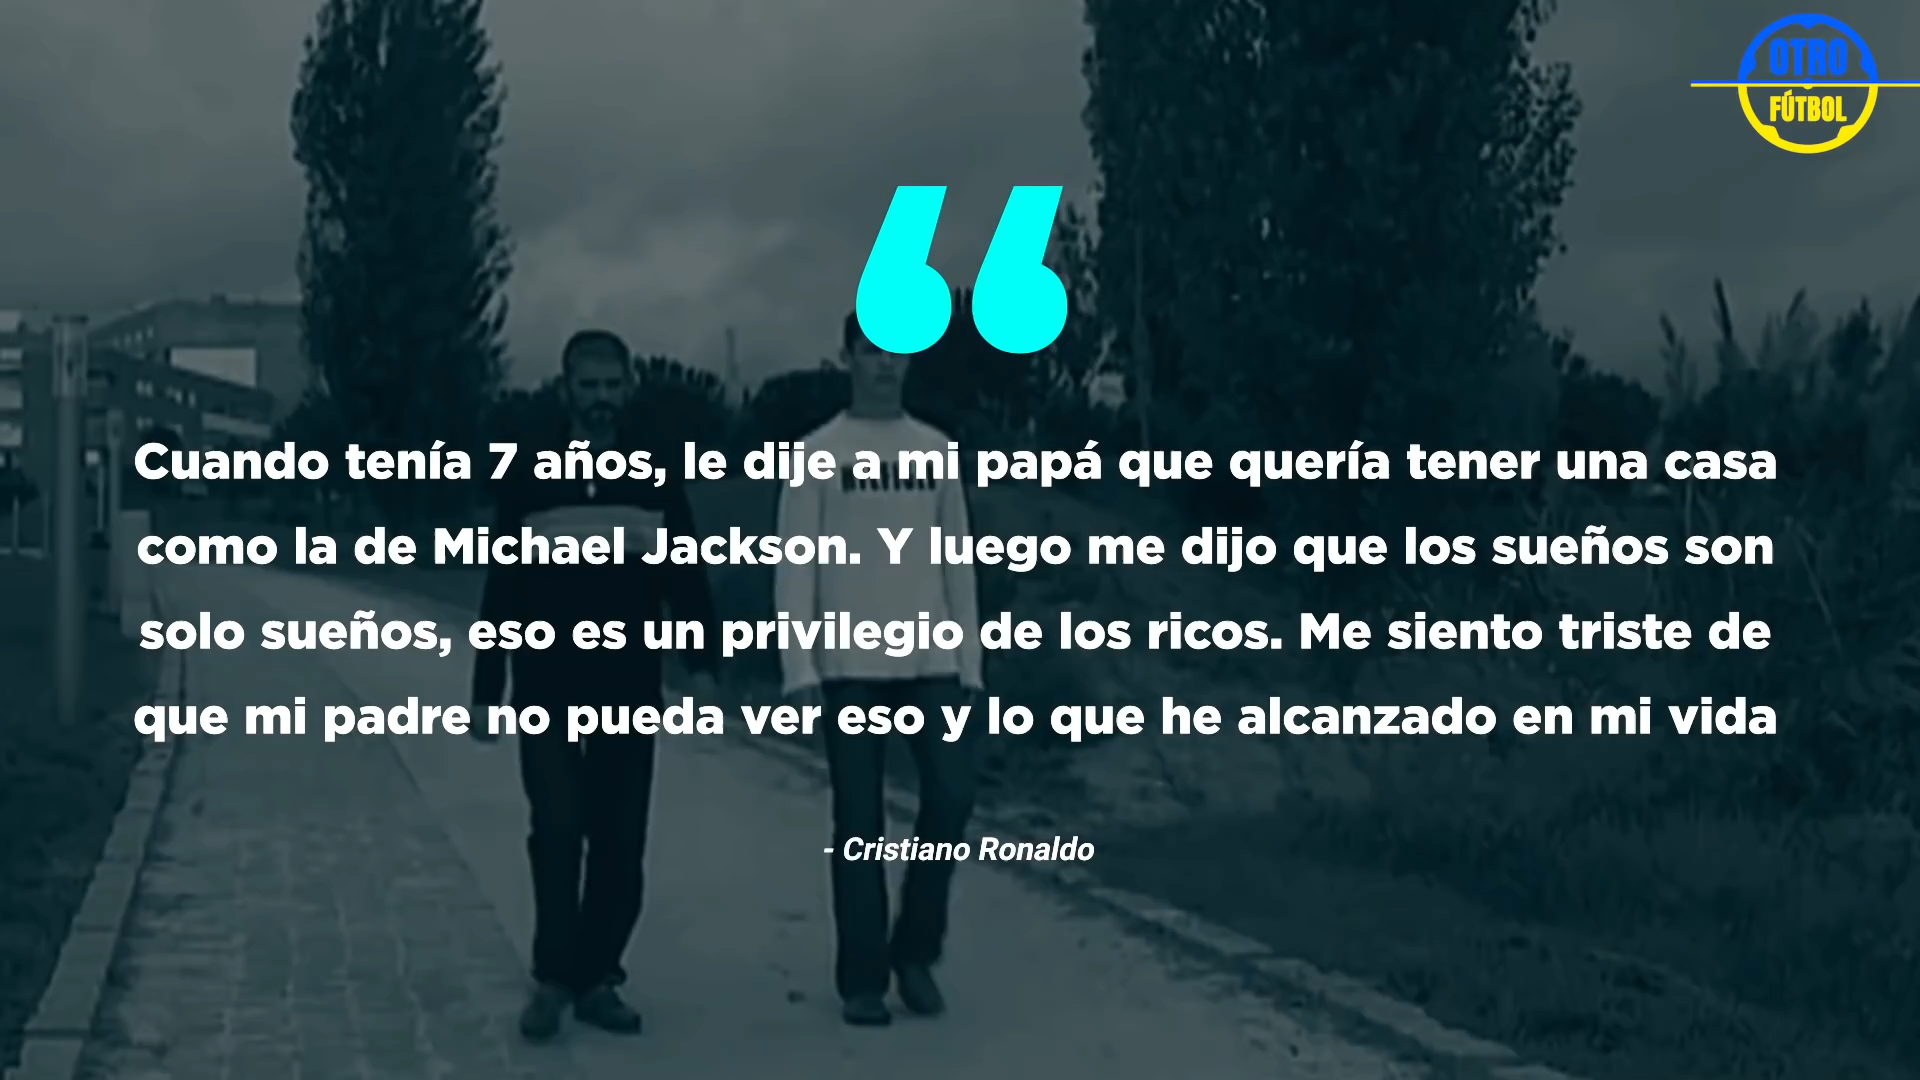 OTRO
FÚTBOL
Cuando tenía 7 años, le dije a mi papá que quería tener una casa
como la de Michael Jackson. Y luego me dijo que los sueños son
solo sueños, eso es un privilegio de los ricos. Me siento triste de
que mi padre no pueda ver eso y lo que he alcanzado en mi vida
- Cristiano Ronaldo